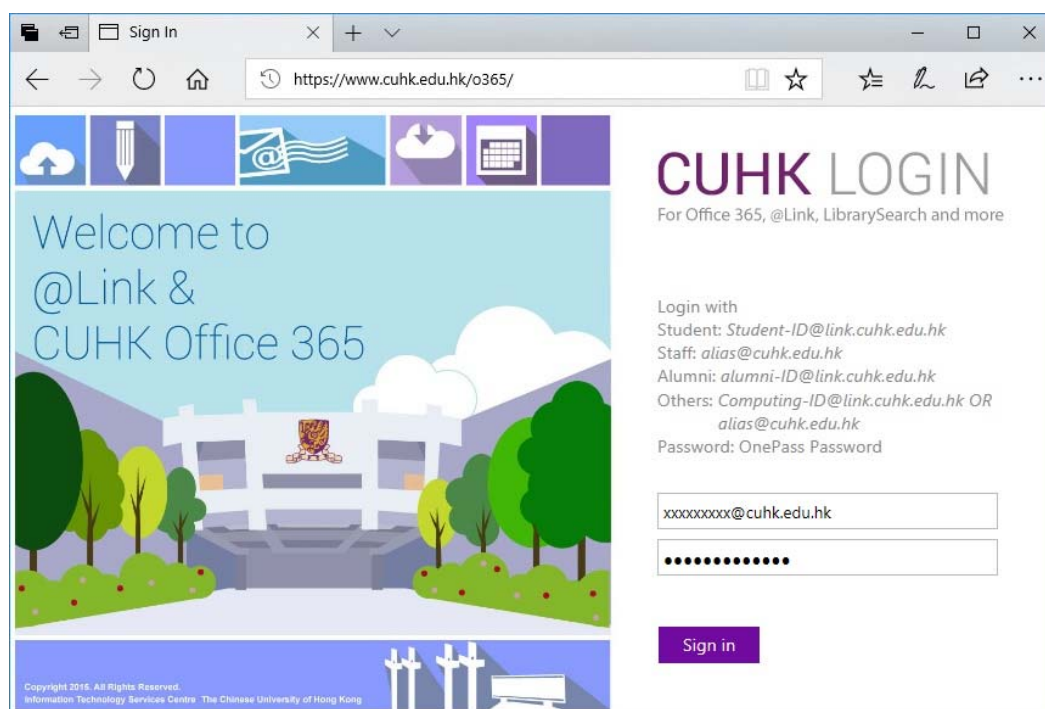 Sign In
https://www.cuhk.edu.hk/o365/
@
Welcome to
@Link &
CUHK Office 365
Copyright 2015. All Rights Reserved.
Information Technology Services Centre The Chinese University of Hong Kong
CUHK LOGIN
For Office 365, @Link, LibrarySearch and more
Login with
Student: Student-ID@link.cuhk.edu.hk
Staff: alias@cuhk.edu.hk
Alumni: alumni-ID@link.cuhk.edu.hk
Others: Computing-ID@link.cuhk.edu.hk OR
alias@cuhk.edu.hk
Password: OnePass Password
xxxxxxxxx@cuhk.edu.hk
•••••••••••••
Sign in